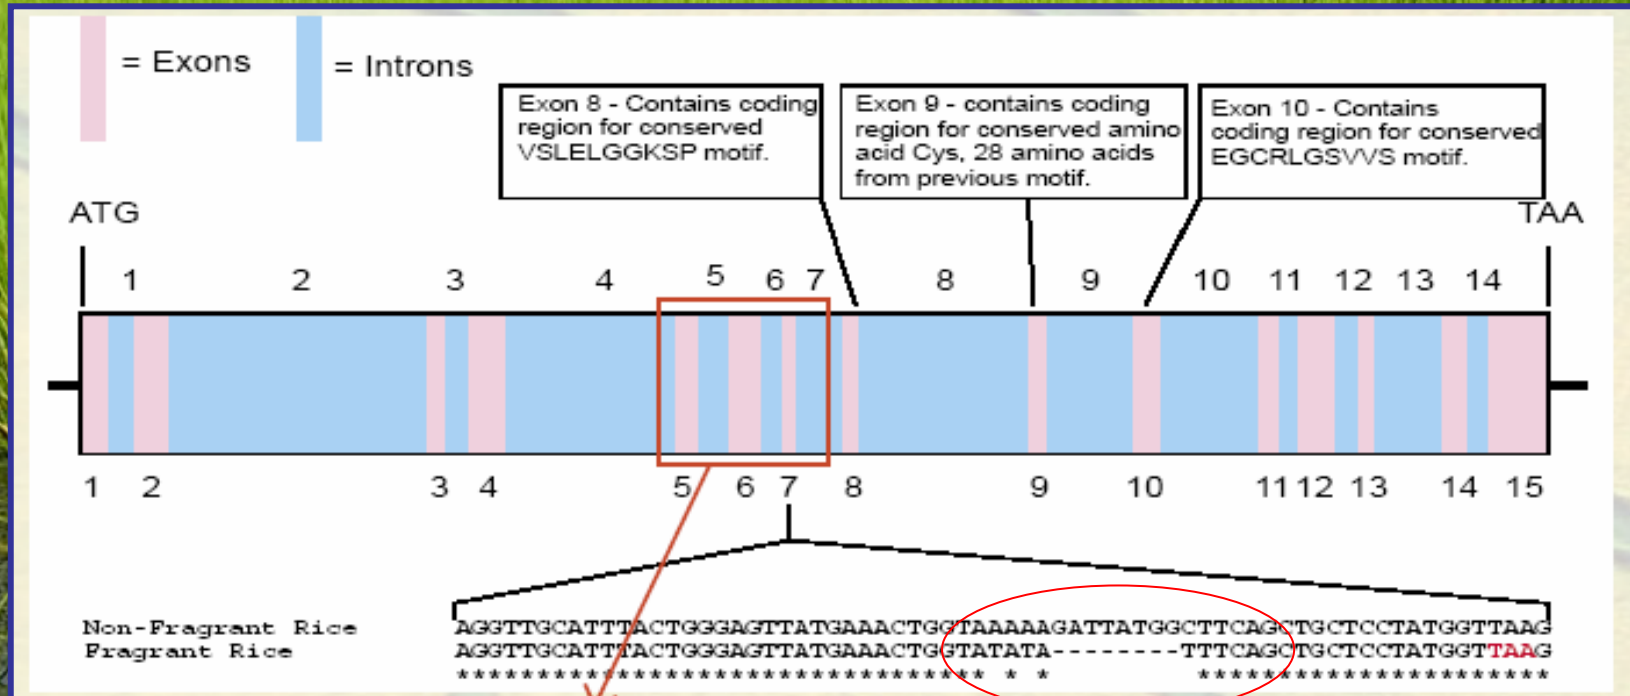 = Exons
= Introns
Exon 8 - Contains coding
region for conserved
VSLELGGKSP motif.
Exon 9 - contains coding
region for conserved amino
acid Cys, 28 amino acids
from previous motif.
Exon 10 - Contains
coding region for conserved
EGCRLGSVVS motif.
ATG TAA
1 2 3 4 5 6 7 8 9 10 11 12 13 14
1 2 3 4 5 6 7 8 9 10 11 12 13 14 15
Non-Fragrant Rice AGGTTGCATTTACTGGGAGTTATGAAACTGGTAAAAAGATTATGGCTTCAGCTGCTCCTATGGTTAAG
Fragrant Rice AGGTTGCATTTACTGGGAGTTATGAAACTGGTATATA--------TTTCAGCTGCTCCTATGGTTAAG
********************************* * *         **********************